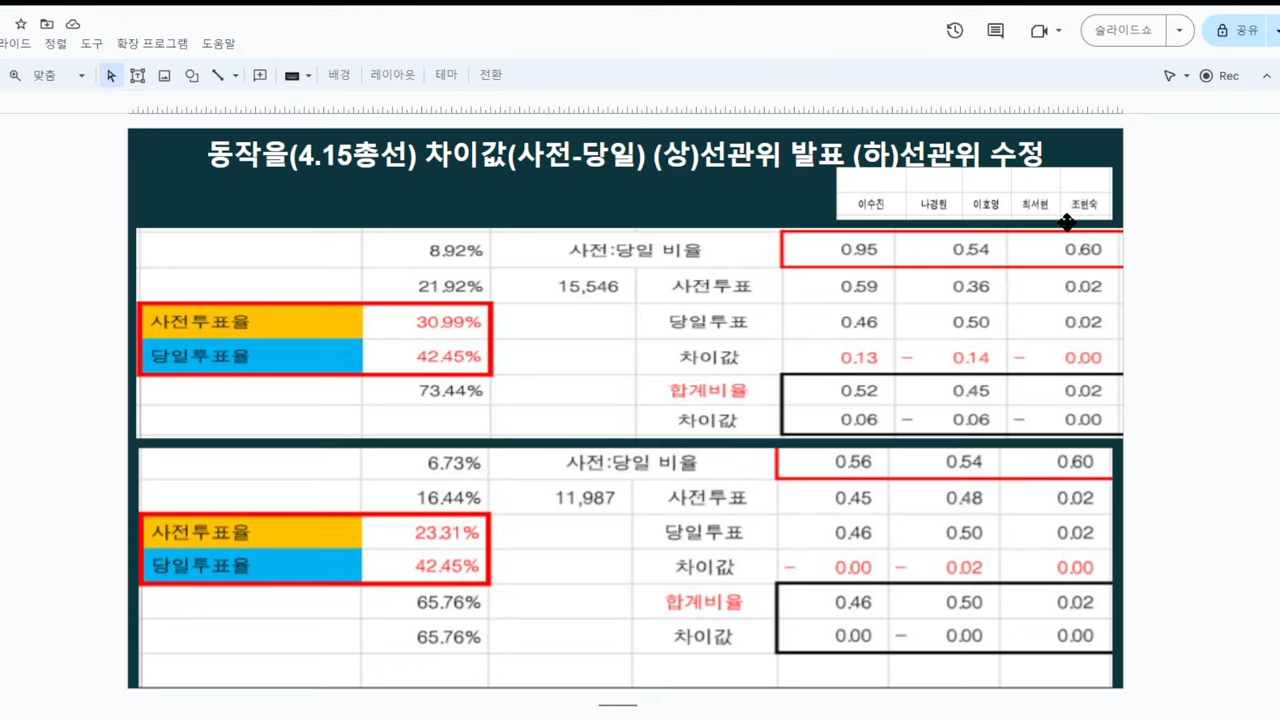 라이드 정렬 도구 확장 프로그램 도움말
슬라이드쇼
공유
맞춤
배경 레이아웃 테마 전환
Rec
동작을(4.15총선) 차이값(사전-당일) (상)선관위 발표 (하)선관위 수정
이수진 나경원 이호영 최서현 조현숙
8.92% 사전:당일 비율 0.95 0.54 0.60
21.92% 15,546 사전투표 0.59 0.36 0.02
사전투표율 30.99% 당일투표 0.46 0.50 0.02
당일투표율 42.45% 차이값 0.13 - 0.14 - 0.00
73.44% 합계비율 0.52 0.45 0.02
차이값 0.06 - 0.06 - 0.00
6.73% 사전:당일 비율 0.56 0.54 0.60
16.44% 11,987 사전투표 0.45 0.48 0.02
사전투표율 23.31% 당일투표 0.46 0.50 0.02
당일투표율 42.45% 차이값 - 0.00 - 0.02 0.00
65.76% 합계비율 0.46 0.50 0.02
65.76% 차이값 0.00 - 0.00 0.00